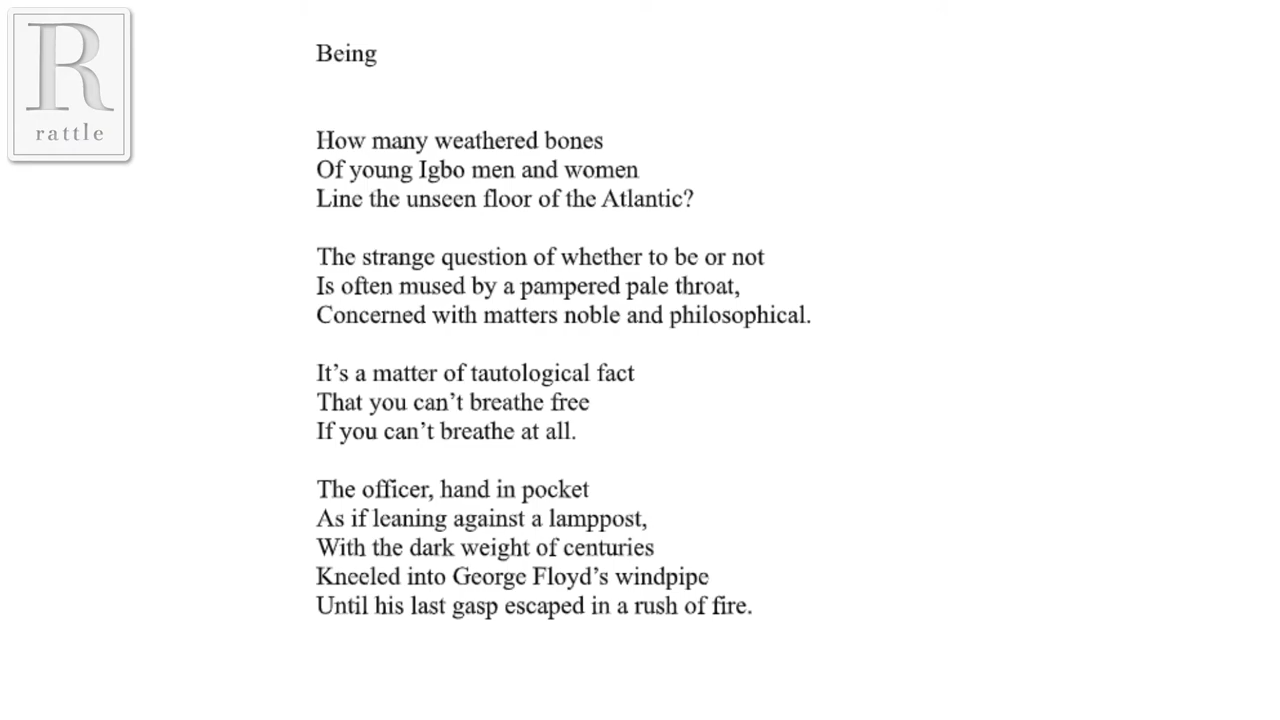 R
rattle
Being
How many weathered bones
Of young Igbo men and women
Line the unseen floor of the Atlantic?
The strange question of whether to be or not
Is often mused by a pampered pale throat,
Concerned with matters noble and philosophical.
It's a matter of tautological fact
That you can't breathe free
If you can't breathe at all.
The officer, hand in pocket
As if leaning against a lamppost,
With the dark weight of centuries
Kneeled into George Floyd's windpipe
Until his last gasp escaped in a rush of fire.